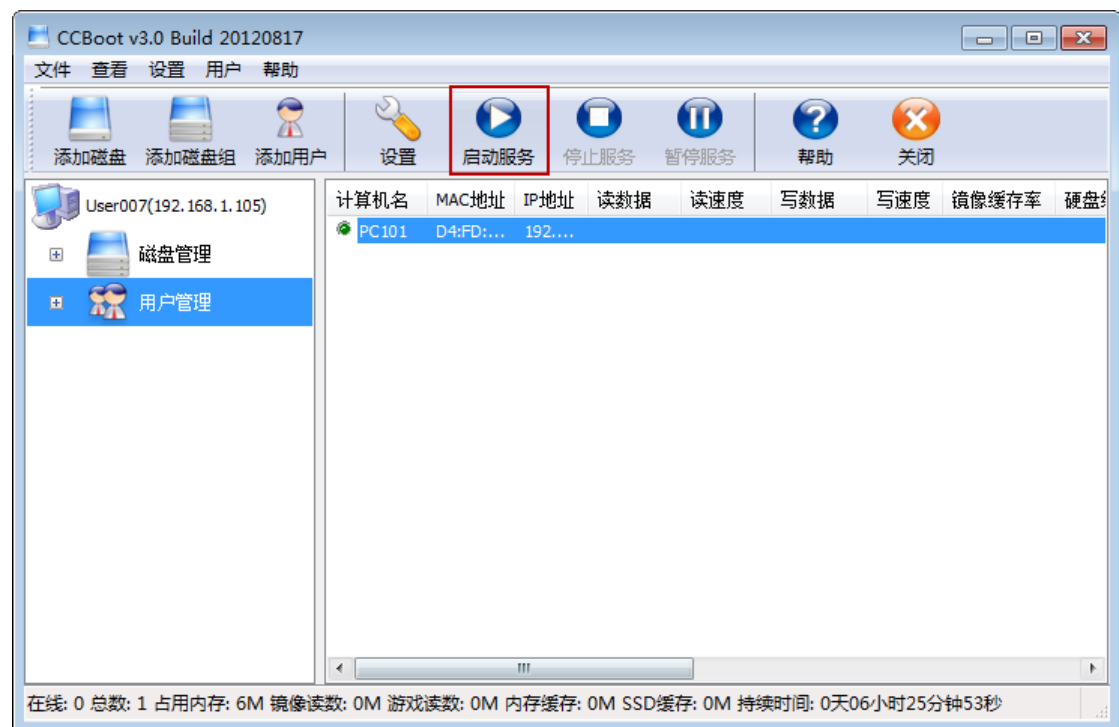 CCBoot v3.0 Build 20120817
文件 查看 设置 用户 帮助
添加磁盘 添加磁盘组 添加用户 设置 启动服务 停止服务 暂停服务 帮助 关闭
User007(192.168.1.105)
磁盘管理
用户管理
计算机名 MAC地址 IP地址 读数据 读速度 写数据 写速度 镜像缓存率 硬盘
PC101 D4:FD:... 192....
在线: 0 总数: 1 占用内存: 6M 镜像读数: 0M 游戏读数: 0M 内存缓存: 0M SSD缓存: 0M 持续时间: 0天06小时25分钟53秒